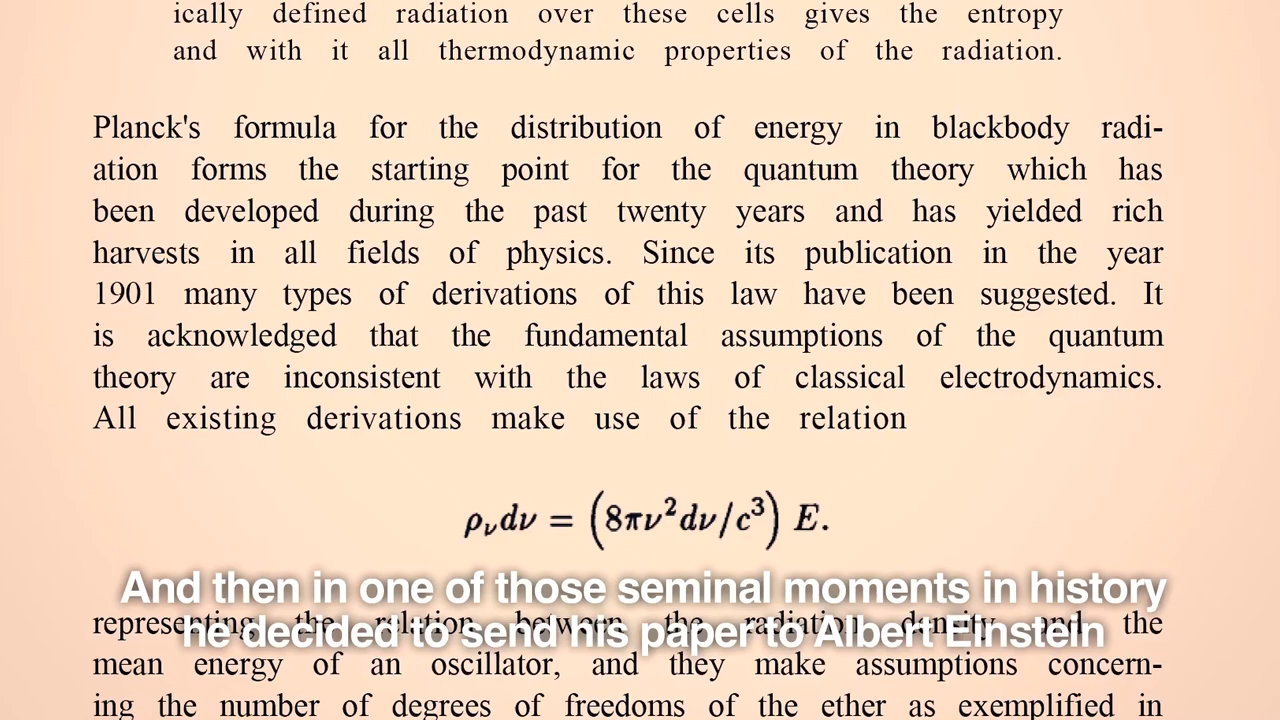 ically defined radiation over these cells gives the entropy
and with it all thermodynamic properties of the radiation.
Planck's formula for the distribution of energy in blackbody radi-
ation forms the starting point for the quantum theory which has
been developed during the past twenty years and has yielded rich
harvests in all fields of physics. Since its publication in the year
1901 many types of derivations of this law have been suggested. It
is acknowledged that the fundamental assumptions of the quantum
theory are inconsistent with the laws of classical electrodynamics.
All existing derivations make use of the relation
ρ_ν dν = (8πν²dν/c³) E.
And then in one of those seminal moments in history
he decided to send his paper to Albert Einstein
representing the relation between the radiation density and the
mean energy of an oscillator, and they make assumptions concern-
ing the number of degrees of freedoms of the ether as exemplified in